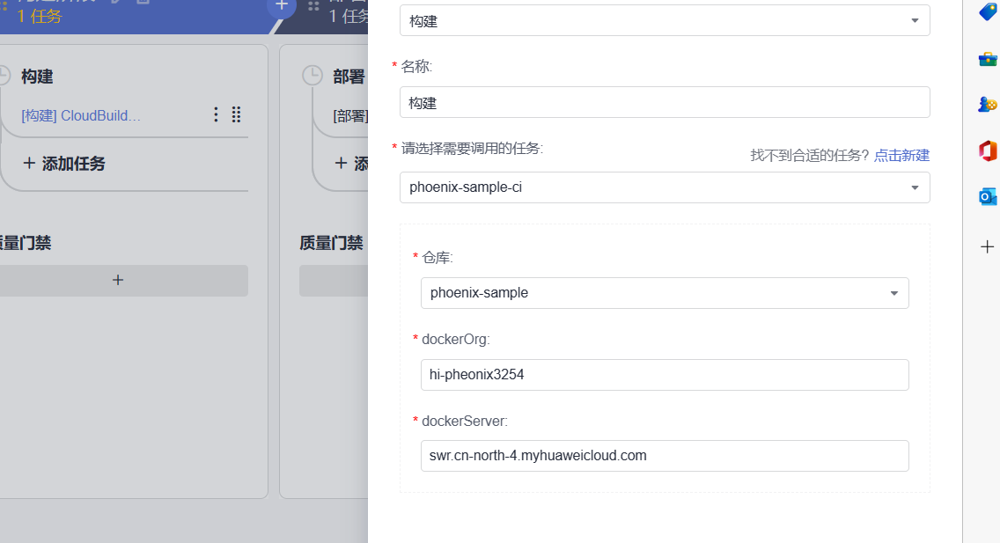 1 任务
1 任务
构建
[构建] CloudBuild...
添加任务
质量门禁
+
部署
[部署]
添
质量门禁
构建
* 名称:
构建
* 请选择需要调用的任务:
找不到合适的任务? 点击新建
phoenix-sample-ci
* 仓库:
phoenix-sample
* dockerOrg:
hi-pheonix3254
* dockerServer:
swr.cn-north-4.myhuaweicloud.com